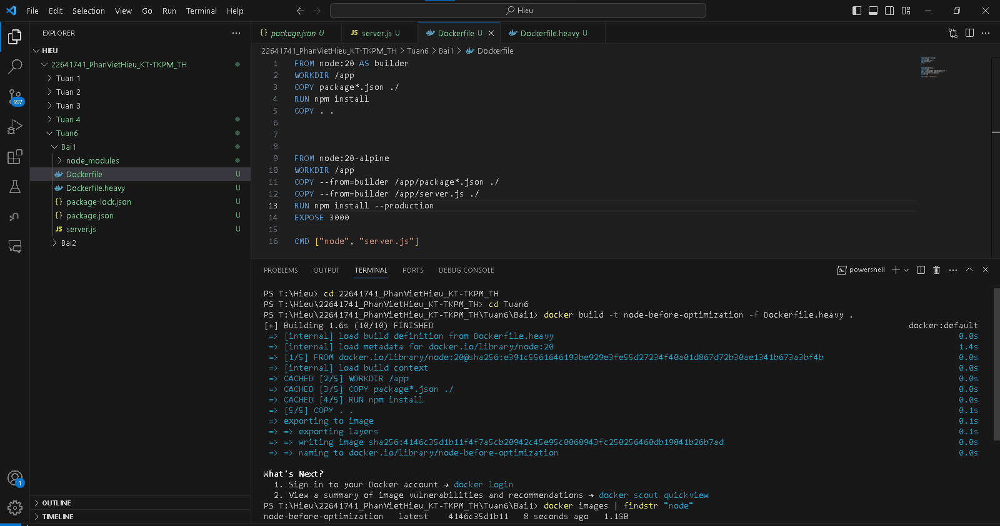 File Edit Selection View Go Run Terminal Help
Hieu
EXPLORER
HIEU
22641741_PhanVietHieu_KT-TKPM_TH
Tuan 1
Tuan 2
Tuan 3
Tuan 4
Tuan6
Bai1
node_modules
Dockerfile U
Dockerfile.heavy U
package-lock.json U
package.json U
server.js U
Bai2
OUTLINE
TIMELINE
597
1
package.json U
server.js U
Dockerfile U
Dockerfile.heavy U
22641741_PhanVietHieu_KT-TKPM_TH > Tuan6 > Bai1 > Dockerfile
1 FROM node:20 AS builder
2 WORKDIR /app
3 COPY package*.json ./
4 RUN npm install
5 COPY . .
6
7
8
9 FROM node:20-alpine
10 WORKDIR /app
11 COPY --from=builder /app/package*.json ./
12 COPY --from=builder /app/server.js ./
13 RUN npm install --production
14 EXPOSE 3000
15
16 CMD ["node", "server.js"]
PROBLEMS OUTPUT TERMINAL PORTS DEBUG CONSOLE
powershell
PS T:\Hieu> cd 22641741_PhanVietHieu_KT-TKPM_TH
PS T:\Hieu\22641741_PhanVietHieu_KT-TKPM_TH> cd Tuan6
PS T:\Hieu\22641741_PhanVietHieu_KT-TKPM_TH\Tuan6\Bai1> docker build -t node-before-optimization -f Dockerfile.heavy .
[+] Building 1.6s (10/10) FINISHED docker:default
=> [internal] load build definition from Dockerfile.heavy 0.0s
=> [internal] load metadata for docker.io/library/node:20 1.4s
=> [1/5] FROM docker.io/library/node:20@sha256:e391c5561646193be929e3fe55d27234f40a01d867d72b30ae1341b673a3bf4b 0.0s
=> [internal] load build context 0.0s
=> CACHED [2/5] WORKDIR /app 0.0s
=> CACHED [3/5] COPY package*.json ./ 0.0s
=> CACHED [4/5] RUN npm install 0.0s
=> [5/5] COPY . . 0.1s
=> exporting to image 0.1s
=> => exporting layers 0.1s
=> => writing image sha256:4146c35d1b11f4f7a5cb20942c45e95c0068943fc250256460db19841b26b7ad 0.0s
=> => naming to docker.io/library/node-before-optimization 0.0s
What's Next?
1. Sign in to your Docker account → docker login
2. View a summary of image vulnerabilities and recommendations → docker scout quickview
PS T:\Hieu\22641741_PhanVietHieu_KT-TKPM_TH\Tuan6\Bai1> docker images | findstr "node"
node-before-optimization latest 4146c35d1b11 8 seconds ago 1.1GB